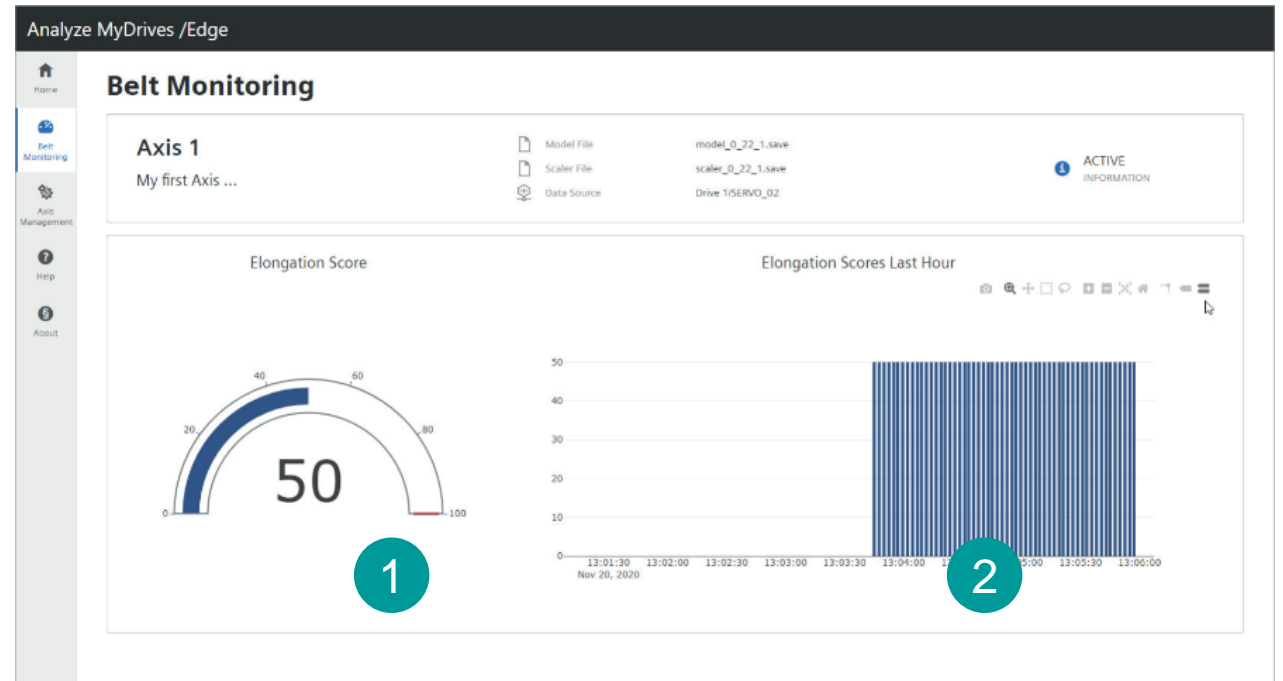 Analyze MyDrives /Edge
Home
Belt
Monitoring
Axis
Management
Help
About
Belt Monitoring
Axis 1
My first Axis ...
Model File model_0_22_1.save
Scaler File scaler_0_22_1.save
Data Source Drive 1/SERVO_02
ACTIVE
INFORMATION
Elongation Score
0
20
40
60
80
100
50
1
Elongation Scores Last Hour
50
40
30
20
10
0
13:01:30 13:02:00 13:02:30 13:03:00 13:03:30 13:04:00 13:05:30 13:06:00
Nov 20, 2020
2